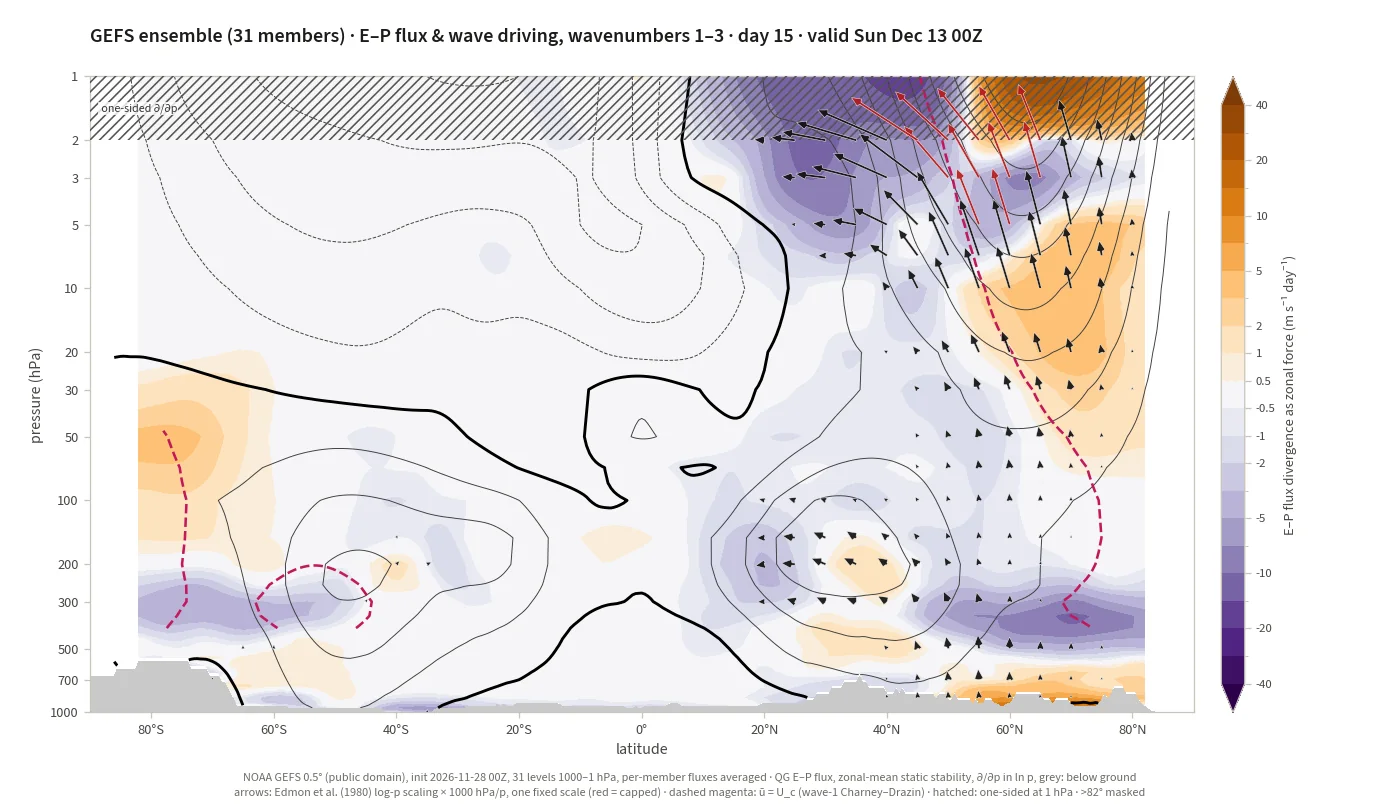 GEFS ensemble (31 members) · E–P flux & wave driving, wavenumbers 1–3 · day 15 · valid Sun Dec 13 00Z
one-sided ∂/∂p
pressure (hPa)
1
2
3
5
10
20
30
50
100
200
300
500
700
1000
80°S
60°S
40°S
20°S
0°
20°N
40°N
60°N
80°N
latitude
40
20
10
5
2
1
0.5
-0.5
-1
-2
-5
-10
-20
-40
E–P flux divergence as zonal force (m s⁻¹ day⁻¹)
NOAA GEFS 0.5° (public domain), init 2026-11-28 00Z, 31 levels 1000–1 hPa, per-member fluxes averaged · QG E–P flux, zonal-mean static stability, ∂/∂p in ln p, grey: below ground
arrows: Edmon et al. (1980) log-p scaling × 1000 hPa/p, one fixed scale (red = capped) · dashed magenta: ū = U_c (wave-1 Charney–Drazin) · hatched: one-sided at 1 hPa · >82° masked